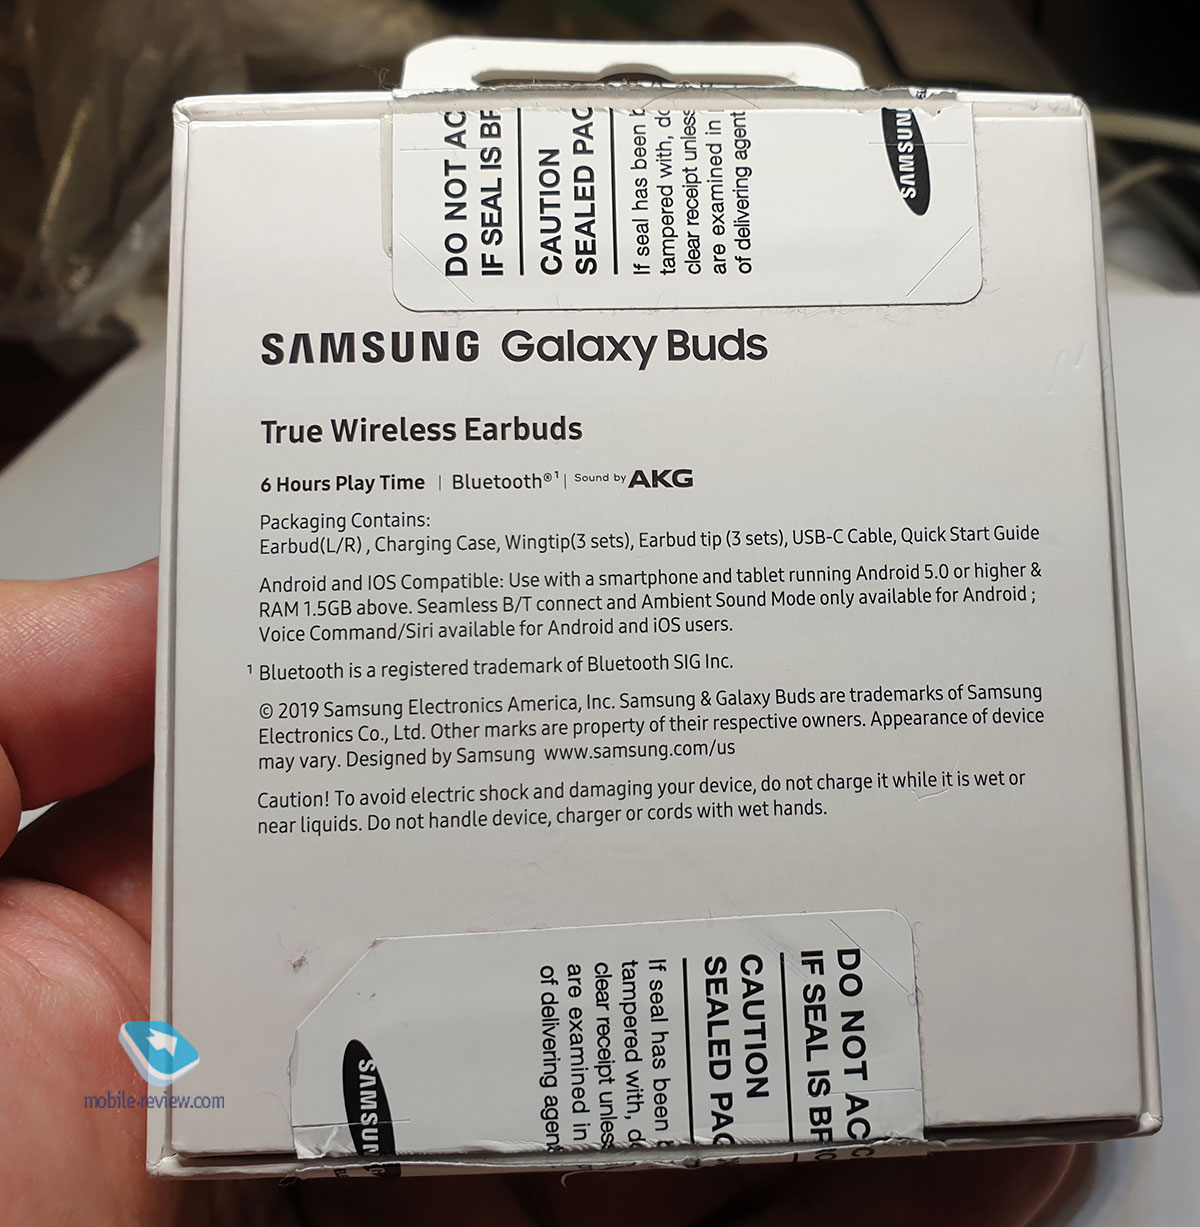 DO NOT AC
IF SEAL IS BR
CAUTION
SEALED PAC
If seal has been
tampered with,
clear receipt unless
are examined in
of delivering agent
SAMSUN
SAMSUNG Galaxy Buds
True Wireless Earbuds
6 Hours Play Time | Bluetooth®¹ | Sound by AKG
Packaging Contains:
Earbud(L/R) , Charging Case, Wingtip(3 sets), Earbud tip (3 sets), USB-C Cable, Quick Start Guide
Android and IOS Compatible: Use with a smartphone and tablet running Android 5.0 or higher &
RAM 1.5GB above. Seamless B/T connect and Ambient Sound Mode only available for Android ;
Voice Command/Siri available for Android and iOS users.
¹ Bluetooth is a registered trademark of Bluetooth SIG Inc.
© 2019 Samsung Electronics America, Inc. Samsung & Galaxy Buds are trademarks of Samsung
Electronics Co., Ltd. Other marks are property of their respective owners. Appearance of device
may vary. Designed by Samsung www.samsung.com/us
Caution! To avoid electric shock and damaging your device, do not charge it while it is wet or
near liquids. Do not handle device, charger or cords with wet hands.
DO NOT ACC
IF SEAL IS BRO
CAUTION
SEALED PAC
If seal has been
tampered with,
clear receipt unless
are examined in
of delivering agent
SAMSUNG
mobile-review.com